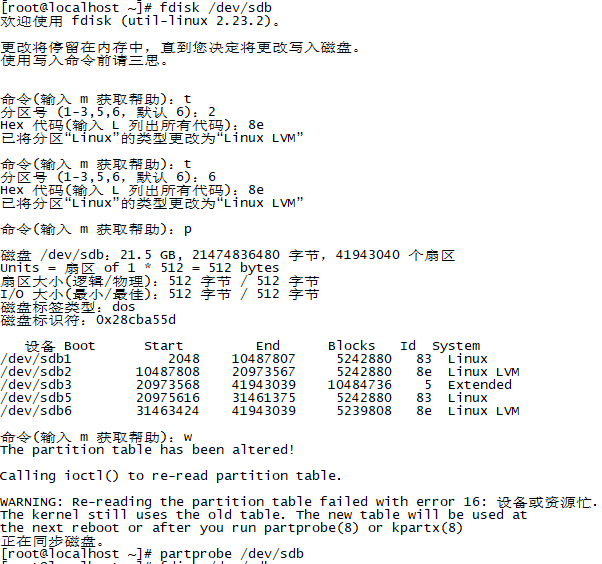 [root@localhost ~]# fdisk /dev/sdb
欢迎使用 fdisk (util-linux 2.23.2)。
更改将停留在内存中，直到您决定将更改写入磁盘。
使用写入命令前请三思。
命令(输入 m 获取帮助)：t
分区号 (1-3,5,6，默认 6)：2
Hex 代码(输入 L 列出所有代码)：8e
已将分区“Linux”的类型更改为“Linux LVM”
命令(输入 m 获取帮助)：t
分区号 (1-3,5,6，默认 6)：6
Hex 代码(输入 L 列出所有代码)：8e
已将分区“Linux”的类型更改为“Linux LVM”
命令(输入 m 获取帮助)：p
磁盘 /dev/sdb：21.5 GB, 21474836480 字节，41943040 个扇区
Units = 扇区 of 1 * 512 = 512 bytes
扇区大小(逻辑/物理)：512 字节 / 512 字节
I/O 大小(最小/最佳)：512 字节 / 512 字节
磁盘标签类型：dos
磁盘标识符：0x28cba55d
设备 Boot Start End Blocks Id System
/dev/sdb1 2048 10487807 5242880 83 Linux
/dev/sdb2 10487808 20973567 5242880 8e Linux LVM
/dev/sdb3 20973568 41943039 10484736 5 Extended
/dev/sdb5 20975616 31461375 5242880 83 Linux
/dev/sdb6 31463424 41943039 5239808 8e Linux LVM
命令(输入 m 获取帮助)：w
The partition table has been altered!
Calling ioctl() to re-read partition table.
WARNING: Re-reading the partition table failed with error 16: 设备或资源忙.
The kernel still uses the old table. The new table will be used at
the next reboot or after you run partprobe(8) or kpartx(8)
正在同步磁盘。
[root@localhost ~]# partprobe /dev/sdb